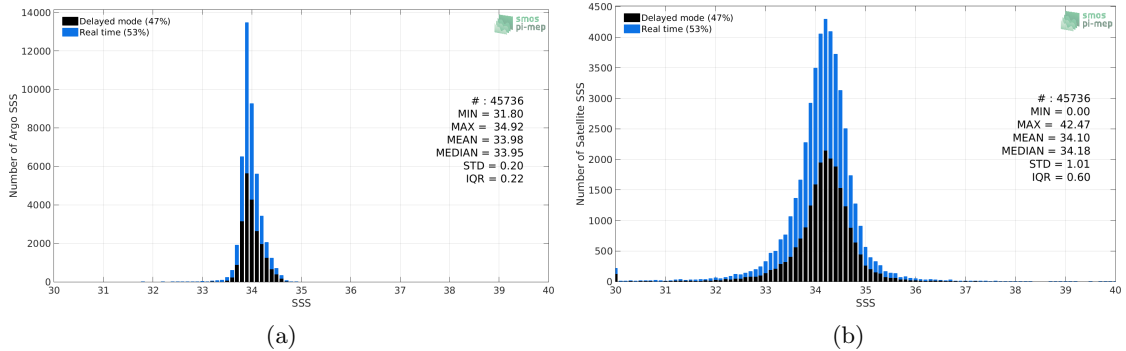 Delayed mode (47%)
Real time (53%)
smos
pi-mep
# : 45736
MIN = 31.80
MAX = 34.92
MEAN = 33.98
MEDIAN = 33.95
STD = 0.20
IQR = 0.22
Number of Argo SSS
14000
12000
10000
8000
6000
4000
2000
0
30 31 32 33 34 35 36 37 38 39 40
SSS
(a)
Delayed mode (47%)
Real time (53%)
smos
pi-mep
# : 45736
MIN = 0.00
MAX = 42.47
MEAN = 34.10
MEDIAN = 34.18
STD = 1.01
IQR = 0.60
Number of Satellite SSS
4500
4000
3500
3000
2500
2000
1500
1000
500
0
30 31 32 33 34 35 36 37 38 39 40
SSS
(b)